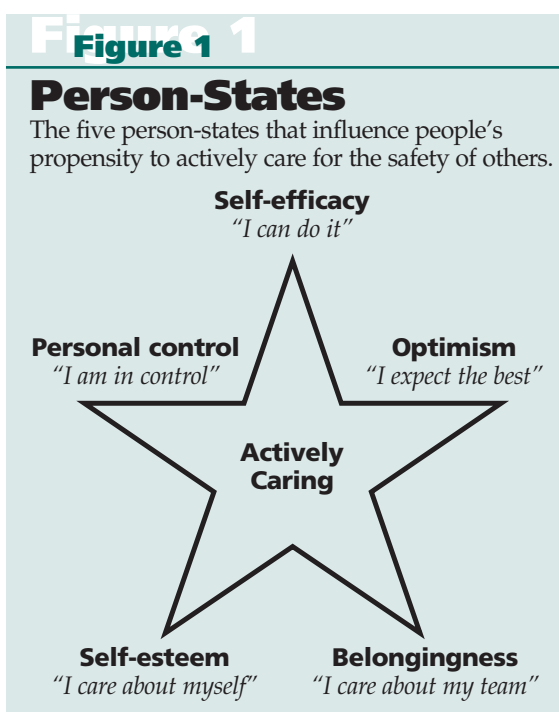 Figure 1
Figure 1
Person-States
The five person-states that influence people's
propensity to actively care for the safety of others.
Self-efficacy
"I can do it"
Personal control
"I am in control"
Optimism
"I expect the best"
Actively
Caring
Self-esteem
"I care about myself"
Belongingness
"I care about my team"